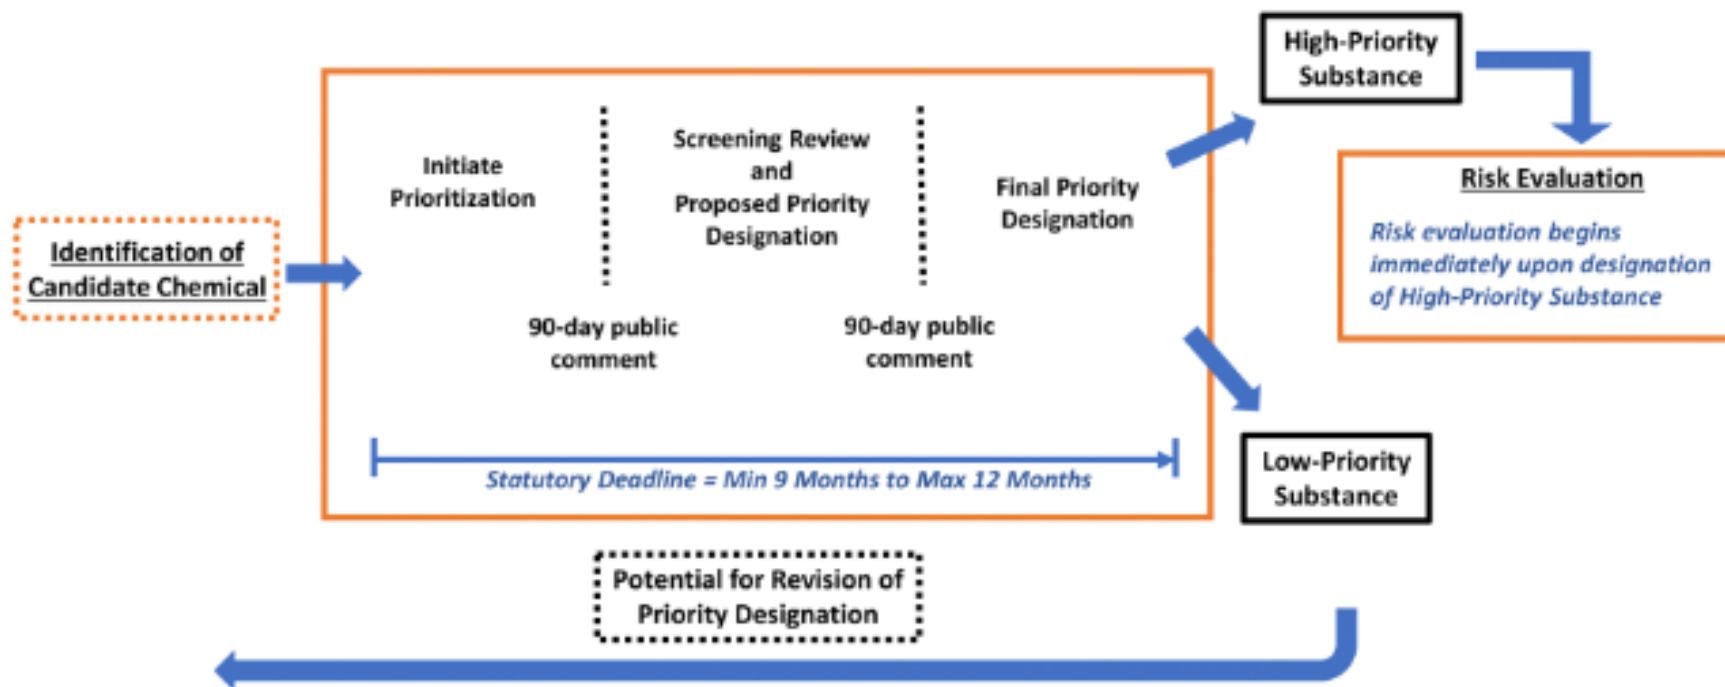 Identification of
Candidate Chemical
Initiate
Prioritization
90-day public
comment
Screening Review
and
Proposed Priority
Designation
90-day public
comment
Final Priority
Designation
Statutory Deadline = Min 9 Months to Max 12 Months
High-Priority
Substance
Risk Evaluation
Risk evaluation begins
immediately upon designation
of High-Priority Substance
Low-Priority
Substance
Potential for Revision of
Priority Designation